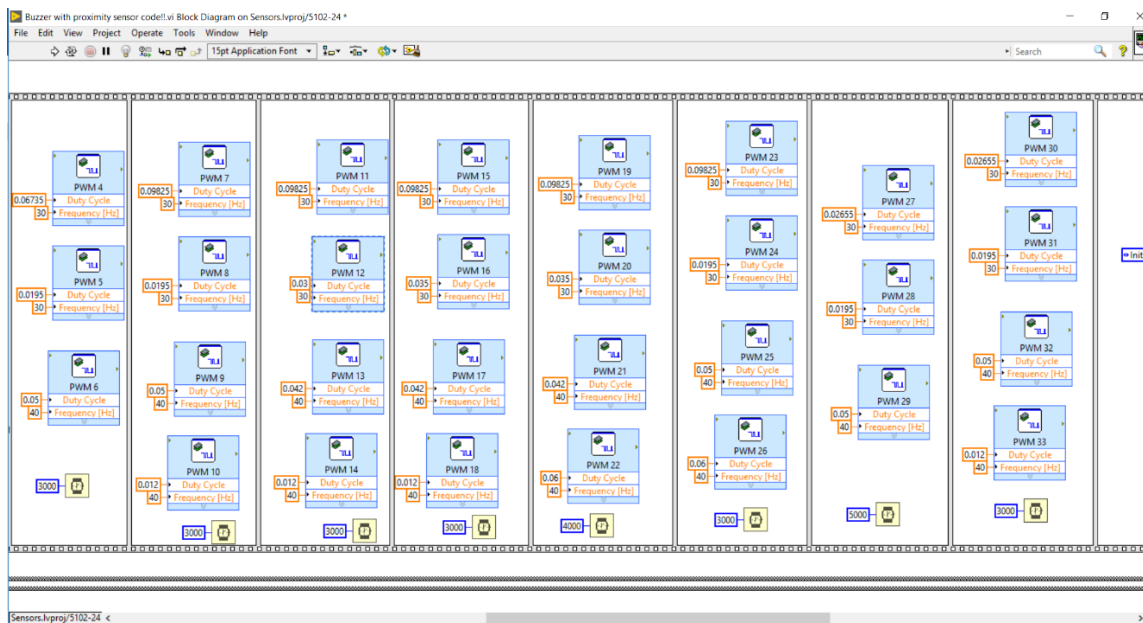 Buzzer with proximity sensor code!!.vi Block Diagram on Sensors.lvproj/5102-24 *
File Edit View Project Operate Tools Window Help
15pt Application Font
Search
PWM 4
0.06735 Duty Cycle
30 Frequency [Hz]
PWM 5
0.0195 Duty Cycle
30 Frequency [Hz]
PWM 6
0.05 Duty Cycle
40 Frequency [Hz]
3000
PWM 7
0.09825 Duty Cycle
30 Frequency [Hz]
PWM 8
0.0195 Duty Cycle
30 Frequency [Hz]
PWM 9
0.05 Duty Cycle
40 Frequency [Hz]
PWM 10
0.012 Duty Cycle
40 Frequency [Hz]
3000
PWM 11
0.09825 Duty Cycle
30 Frequency [Hz]
PWM 12
0.03 Duty Cycle
30 Frequency [Hz]
PWM 13
0.042 Duty Cycle
40 Frequency [Hz]
PWM 14
0.012 Duty Cycle
40 Frequency [Hz]
3000
PWM 15
0.09825 Duty Cycle
30 Frequency [Hz]
PWM 16
0.035 Duty Cycle
30 Frequency [Hz]
PWM 17
0.042 Duty Cycle
40 Frequency [Hz]
PWM 18
0.012 Duty Cycle
40 Frequency [Hz]
3000
PWM 19
0.09825 Duty Cycle
30 Frequency [Hz]
PWM 20
0.035 Duty Cycle
30 Frequency [Hz]
PWM 21
0.042 Duty Cycle
40 Frequency [Hz]
PWM 22
0.06 Duty Cycle
40 Frequency [Hz]
4000
PWM 23
0.09825 Duty Cycle
30 Frequency [Hz]
PWM 24
0.0195 Duty Cycle
30 Frequency [Hz]
PWM 25
0.05 Duty Cycle
40 Frequency [Hz]
PWM 26
0.06 Duty Cycle
40 Frequency [Hz]
3000
PWM 27
0.02655 Duty Cycle
30 Frequency [Hz]
PWM 28
0.0195 Duty Cycle
30 Frequency [Hz]
PWM 29
0.05 Duty Cycle
40 Frequency [Hz]
5000
PWM 30
0.02655 Duty Cycle
30 Frequency [Hz]
PWM 31
0.0195 Duty Cycle
30 Frequency [Hz]
PWM 32
0.05 Duty Cycle
40 Frequency [Hz]
PWM 33
0.012 Duty Cycle
40 Frequency [Hz]
3000
Init
Sensors.lvproj/5102-24